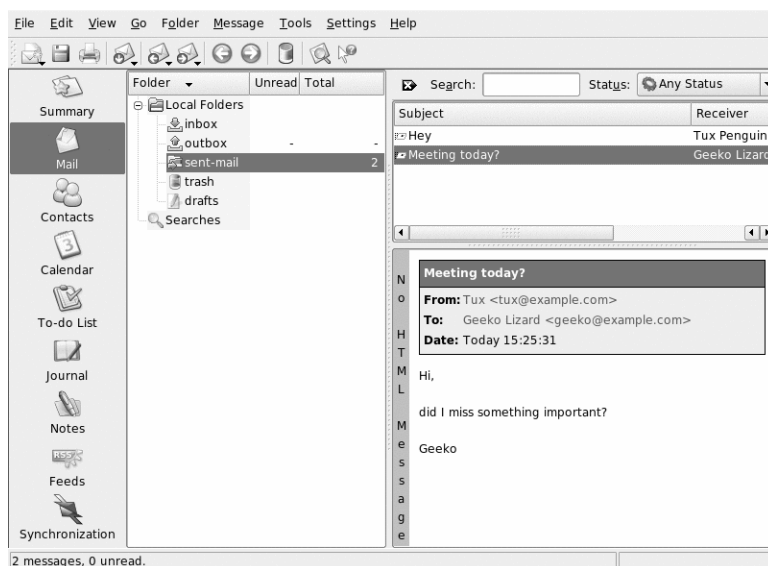 File Edit View Go Folder Message Tools Settings Help
Summary
Mail
Contacts
Calendar
3
To-do List
Journal
Notes
RSS
Feeds
Synchronization
Folder Unread Total
Local Folders
inbox
outbox - -
sent-mail 2
trash
drafts
Searches
Search: Status: Any Status
Subject Receiver
Hey Tux Penguin
Meeting today? Geeko Lizard
No HTML Message
Meeting today?
From: Tux <tux@example.com>
To: Geeko Lizard <geeko@example.com>
Date: Today 15:25:31
Hi,
did I miss something important?
Geeko
2 messages, 0 unread.